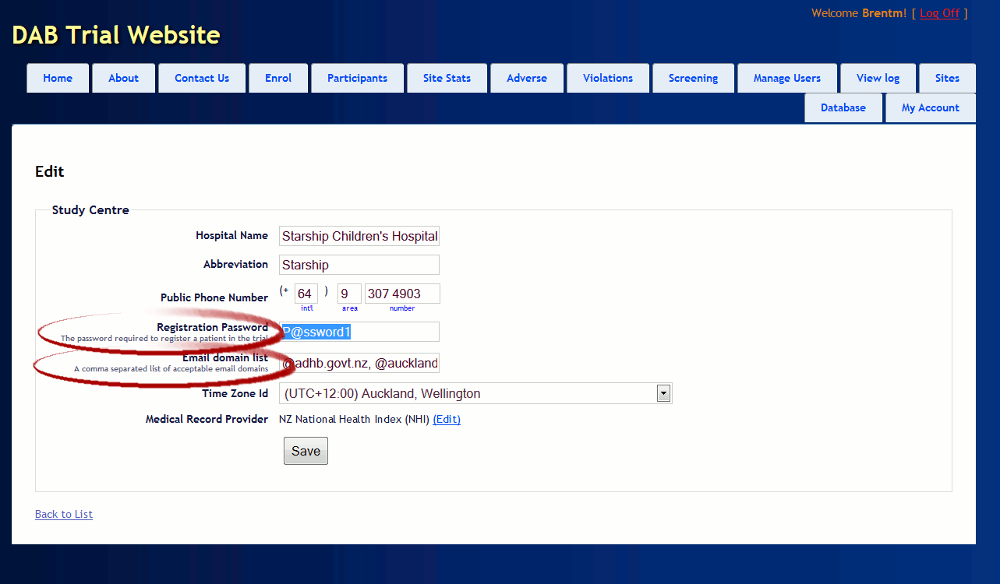 Welcome Brentm! [ Log Off ]
DAB Trial Website
Home About Contact Us Enrol Participants Site Stats Adverse Violations Screening Manage Users View log Sites
Database My Account
Edit
Study Centre
Hospital Name Starship Children's Hospital
Abbreviation Starship
Public Phone Number (+ 64 ) 9 307 4903
int'l area number
Registration Password P@ssword1
The password required to register a patient in the trial
Email domain list @adhb.govt.nz, @auckland
A comma separated list of acceptable email domains
Time Zone Id (UTC+12:00) Auckland, Wellington
Medical Record Provider NZ National Health Index (NHI) (Edit)
Save
Back to List